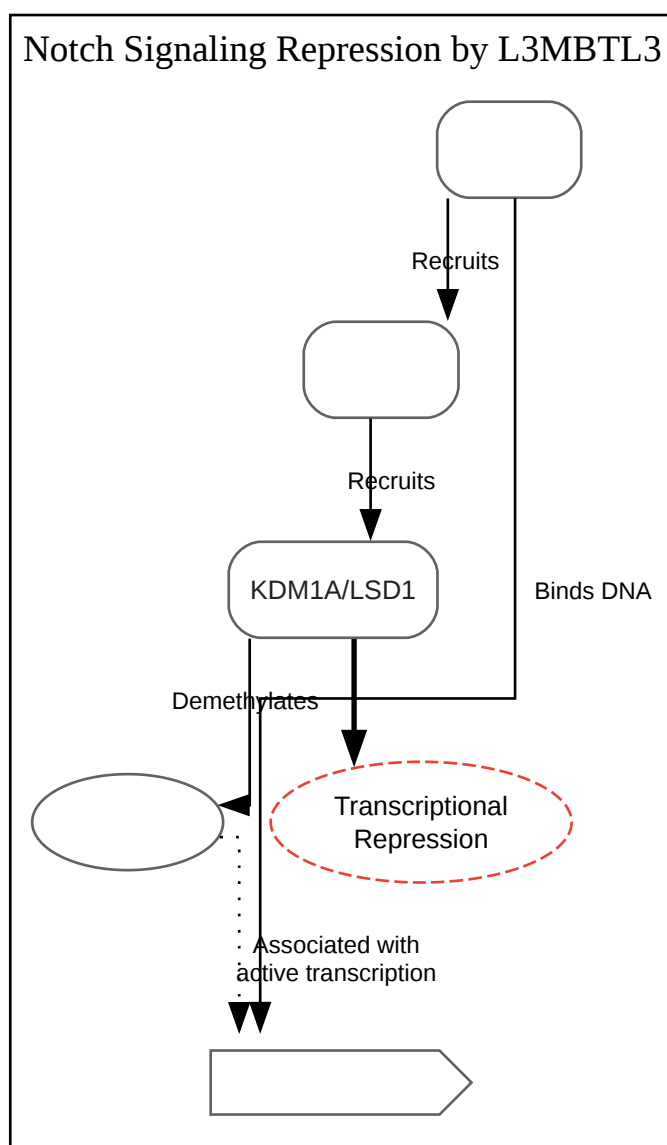 Notch Signaling Repression by L3MBTL3
Recruits
Recruits
KDM1A/LSD1
Binds DNA
Demethylates
Transcriptional
Repression
Associated with
active transcription